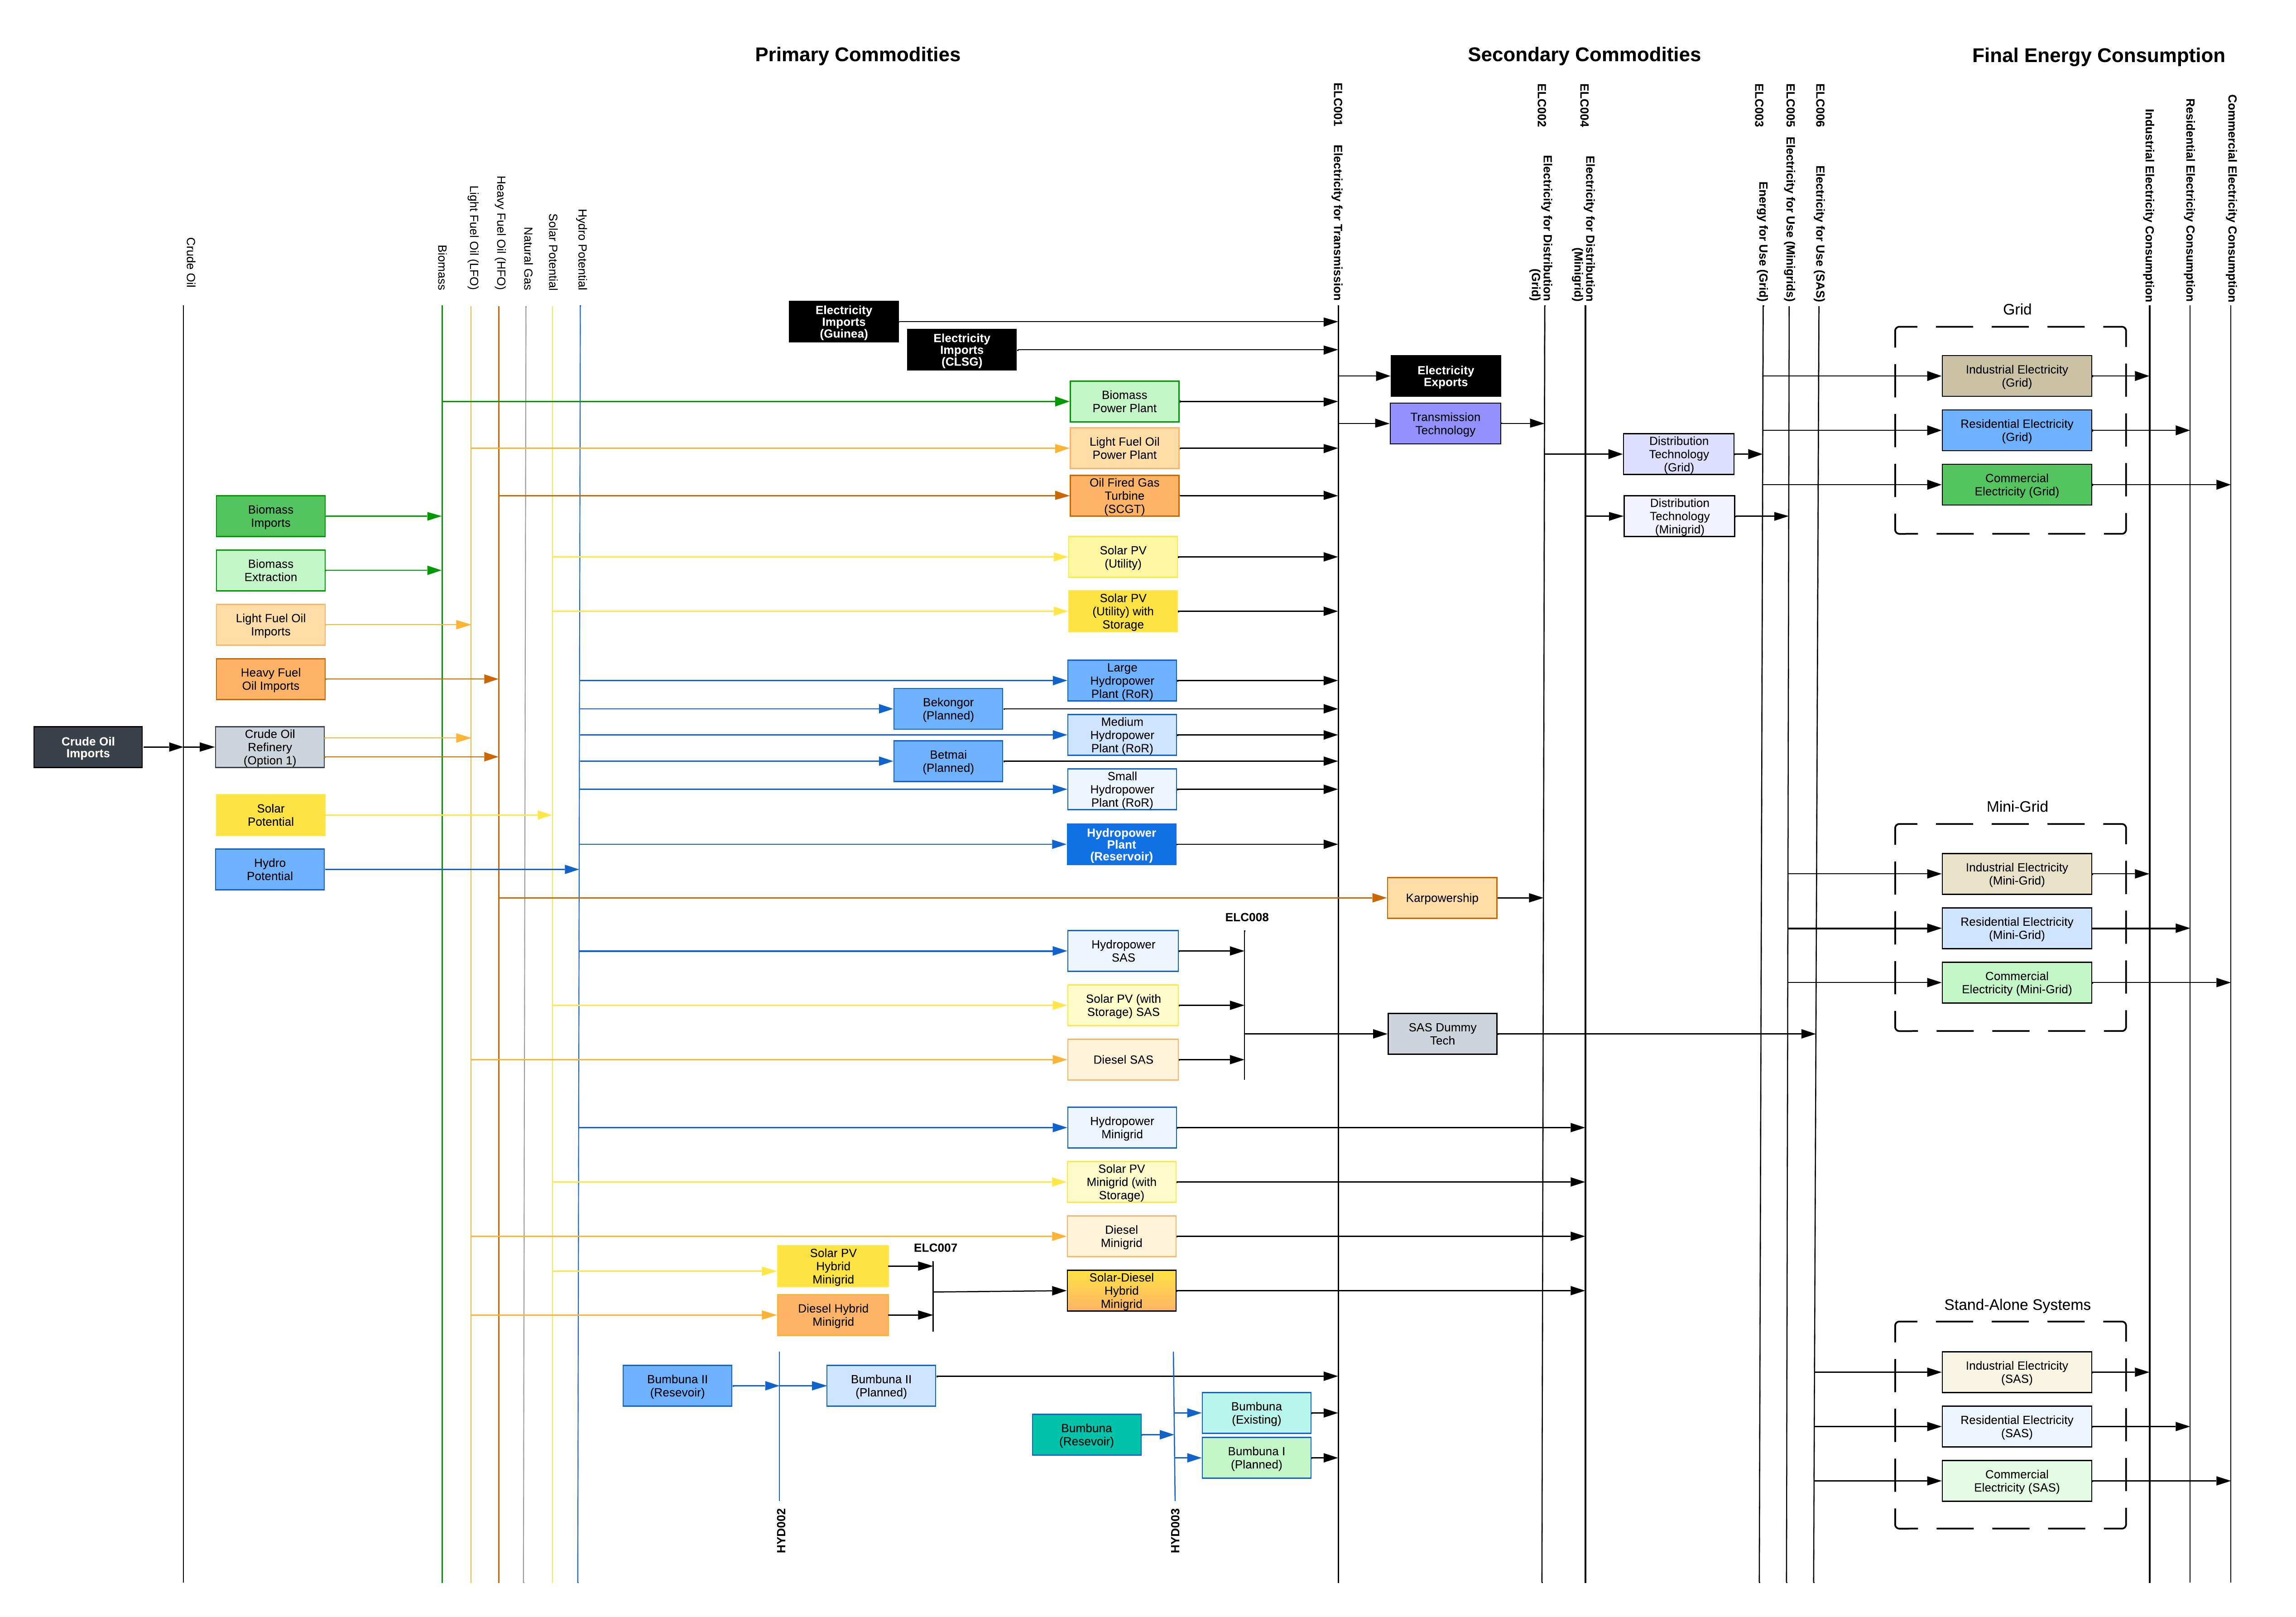 Primary Commodities
Secondary Commodities
Final Energy Consumption
Crude Oil
Biomass
Light Fuel Oil (LFO)
Heavy Fuel Oil (HFO)
Natural Gas
Solar Potential
Hydro Potential
ELC001 Electricity for Transmission
ELC002 Electricity for Distribution
(Grid)
ELC004 Electricity for Distribution
(Minigrid)
ELC003 Energy for Use (Grid)
ELC005 Electricity for Use (Minigrids)
ELC006 Electricity for Use (SAS)
Industrial Electricity Consumption
Residential Electricity Consumption
Commercial Electricity Consumption
Electricity
Imports
(Guinea)
Electricity
Imports
(CLSG)
Electricity
Exports
Biomass
Power Plant
Transmission
Technology
Light Fuel Oil
Power Plant
Distribution
Technology
(Grid)
Oil Fired Gas
Turbine
(SCGT)
Distribution
Technology
(Minigrid)
Grid
Industrial Electricity
(Grid)
Residential Electricity
(Grid)
Commercial
Electricity (Grid)
Biomass
Imports
Biomass
Extraction
Light Fuel Oil
Imports
Heavy Fuel
Oil Imports
Crude Oil
Imports
Crude Oil
Refinery
(Option 1)
Solar
Potential
Hydro
Potential
Solar PV
(Utility)
Solar PV
(Utility) with
Storage
Large
Hydropower
Plant (RoR)
Bekongor
(Planned)
Medium
Hydropower
Plant (RoR)
Betmai
(Planned)
Small
Hydropower
Plant (RoR)
Hydropower
Plant
(Reservoir)
Karpowership
ELC008
Hydropower
SAS
Solar PV (with
Storage) SAS
Diesel SAS
SAS Dummy
Tech
Mini-Grid
Industrial Electricity
(Mini-Grid)
Residential Electricity
(Mini-Grid)
Commercial
Electricity (Mini-Grid)
Hydropower
Minigrid
Solar PV
Minigrid (with
Storage)
Diesel
Minigrid
Solar PV
Hybrid
Minigrid
ELC007
Diesel Hybrid
Minigrid
Solar-Diesel
Hybrid
Minigrid
Stand-Alone Systems
Industrial Electricity
(SAS)
Residential Electricity
(SAS)
Commercial
Electricity (SAS)
Bumbuna II
(Resevoir)
Bumbuna II
(Planned)
Bumbuna
(Resevoir)
Bumbuna
(Existing)
Bumbuna I
(Planned)
HYD002
HYD003